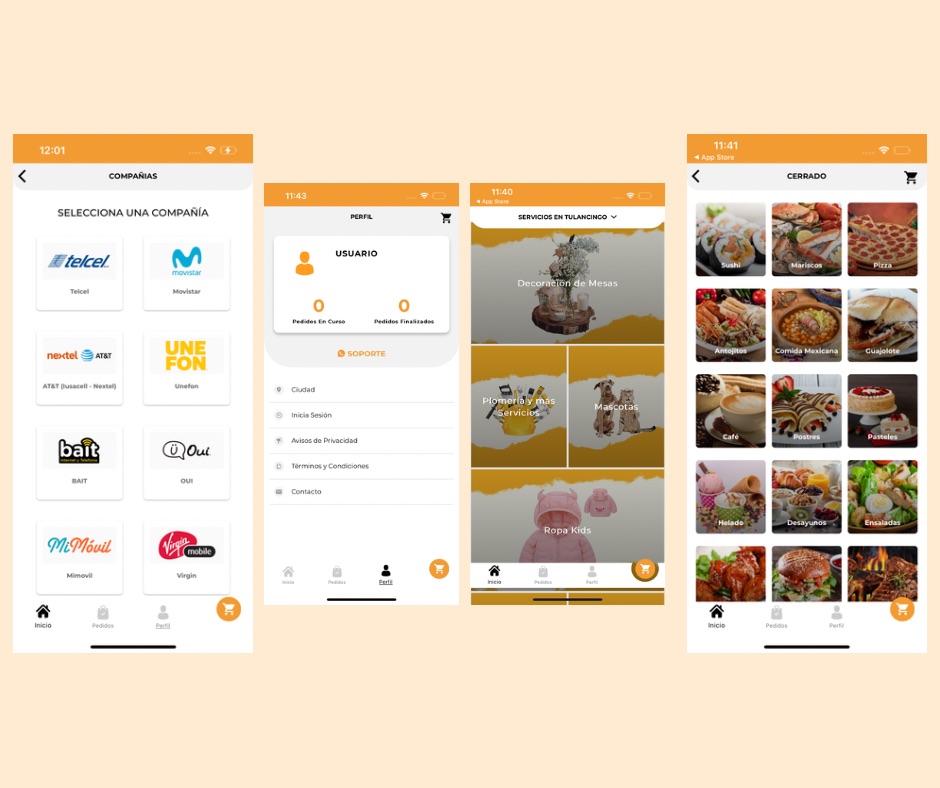 12:01
COMPAÑIAS
SELECCIONA UNA COMPAÑÍA
telcel
Telcel
movistar
Movistar
nextel AT&T
AT&T (Iusacell - Nextel)
UNE
FON
Unefon
bait
Internet y Telefonía
BAIT
Ü Oui
OUI
MiMóvil
Mimovil
Virgin
mobile
Virgin
Inicio
Pedidos
Perfil
11:43
PERFIL
USUARIO
0
0
Pedidos En Curso
Pedidos Finalizados
SOPORTE
Ciudad
Inicia Sesión
Avisos de Privacidad
Términos y Condiciones
Contacto
Inicio
Pedidos
Perfil
11:40
App Store
SERVICIOS EN TULANCINGO
Decoración de Mesas
Plomería y más
Servicios
Mascotas
Ropa Kids
Inicio
Pedidos
Perfil
11:41
App Store
CERRADO
Sushi
Mariscos
Pizza
Antojitos
Comida Mexicana
Guajolote
Café
Postres
Pasteles
Helado
Desayunos
Ensaladas
Inicio
Pedidos
Perfil